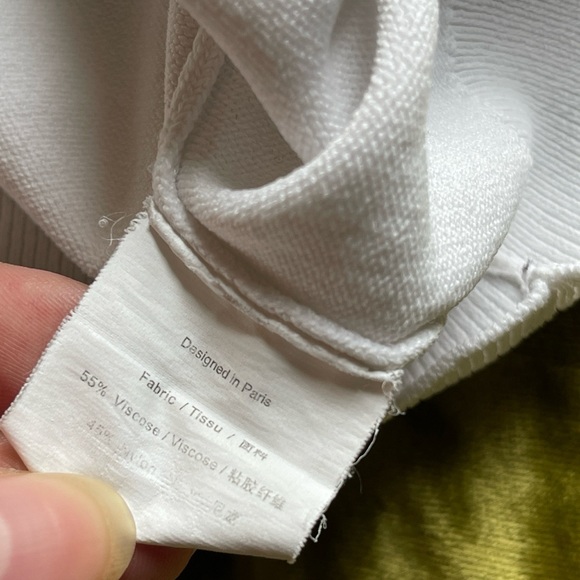 Designed in Paris
Fabric / Tissu / 面料
55% Viscose / Viscose / 粘胶纤维
45%